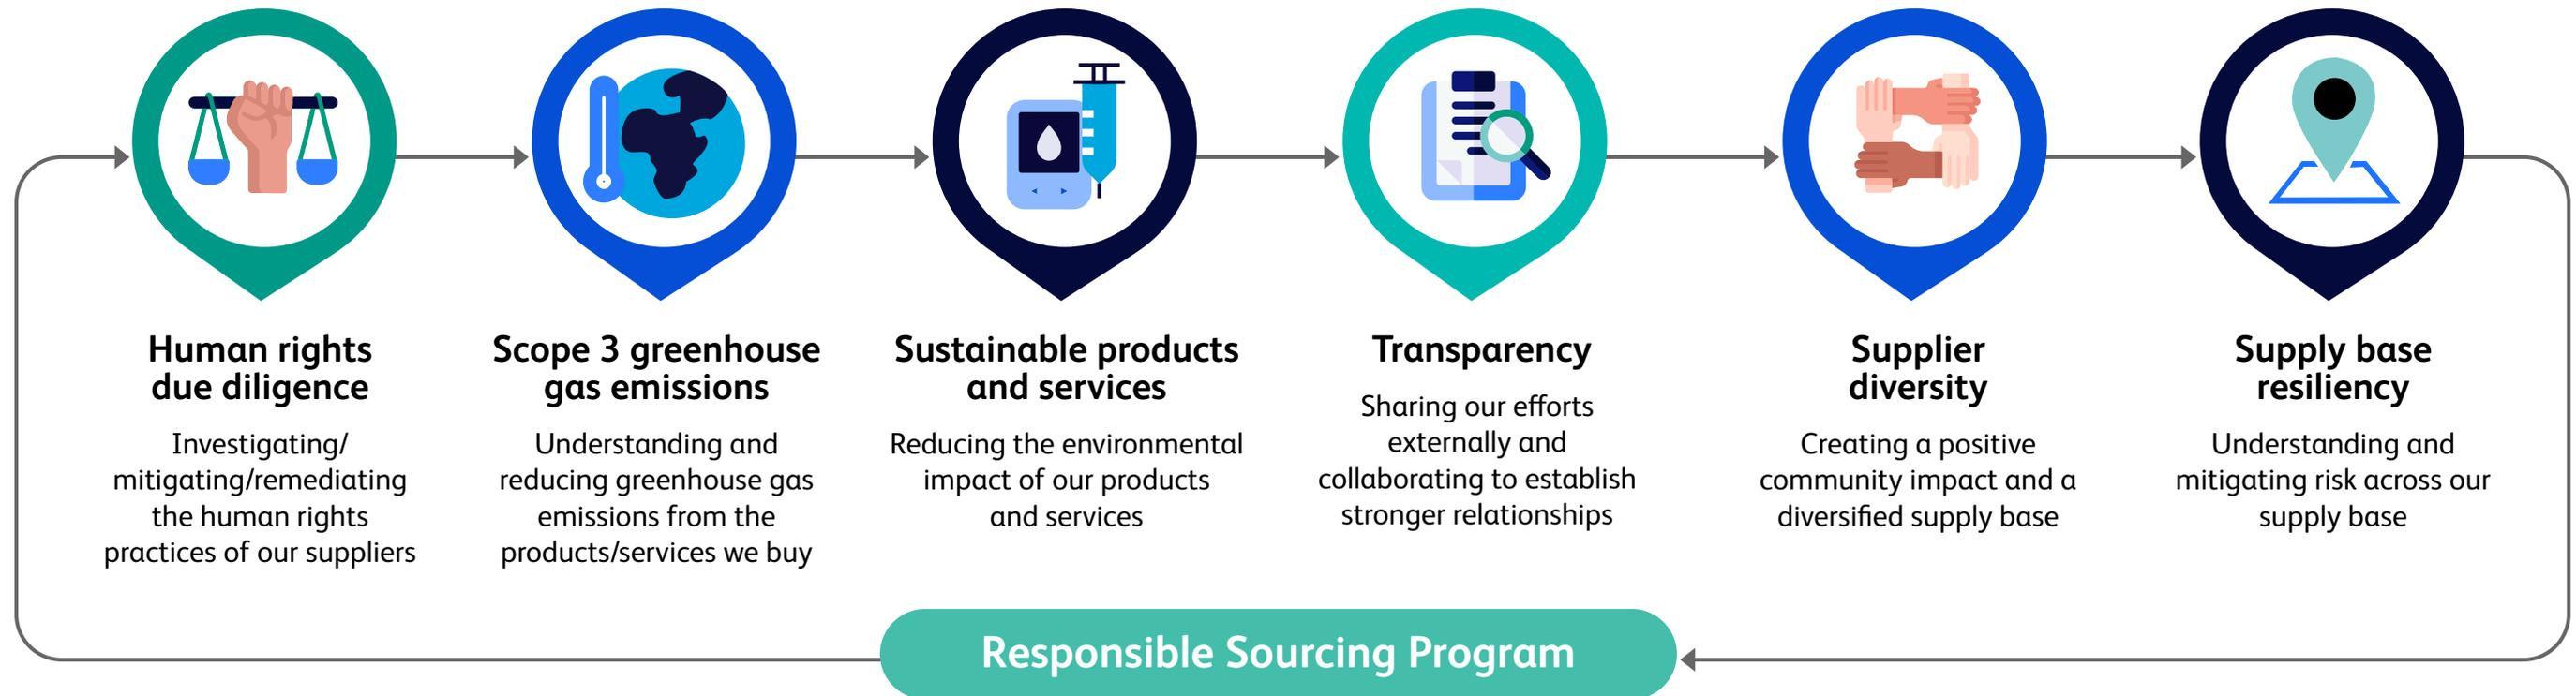 Human rights
due diligence
Investigating/
mitigating/remediating
the human rights
practices of our suppliers
Scope 3 greenhouse
gas emissions
Understanding and
reducing greenhouse gas
emissions from the
products/services we buy
Sustainable products
and services
Reducing the environmental
impact of our products
and services
Transparency
Sharing our efforts
externally and
collaborating to establish
stronger relationships
Supplier
diversity
Creating a positive
community impact and a
diversified supply base
Supply base
resiliency
Understanding and
mitigating risk across our
supply base
Responsible Sourcing Program